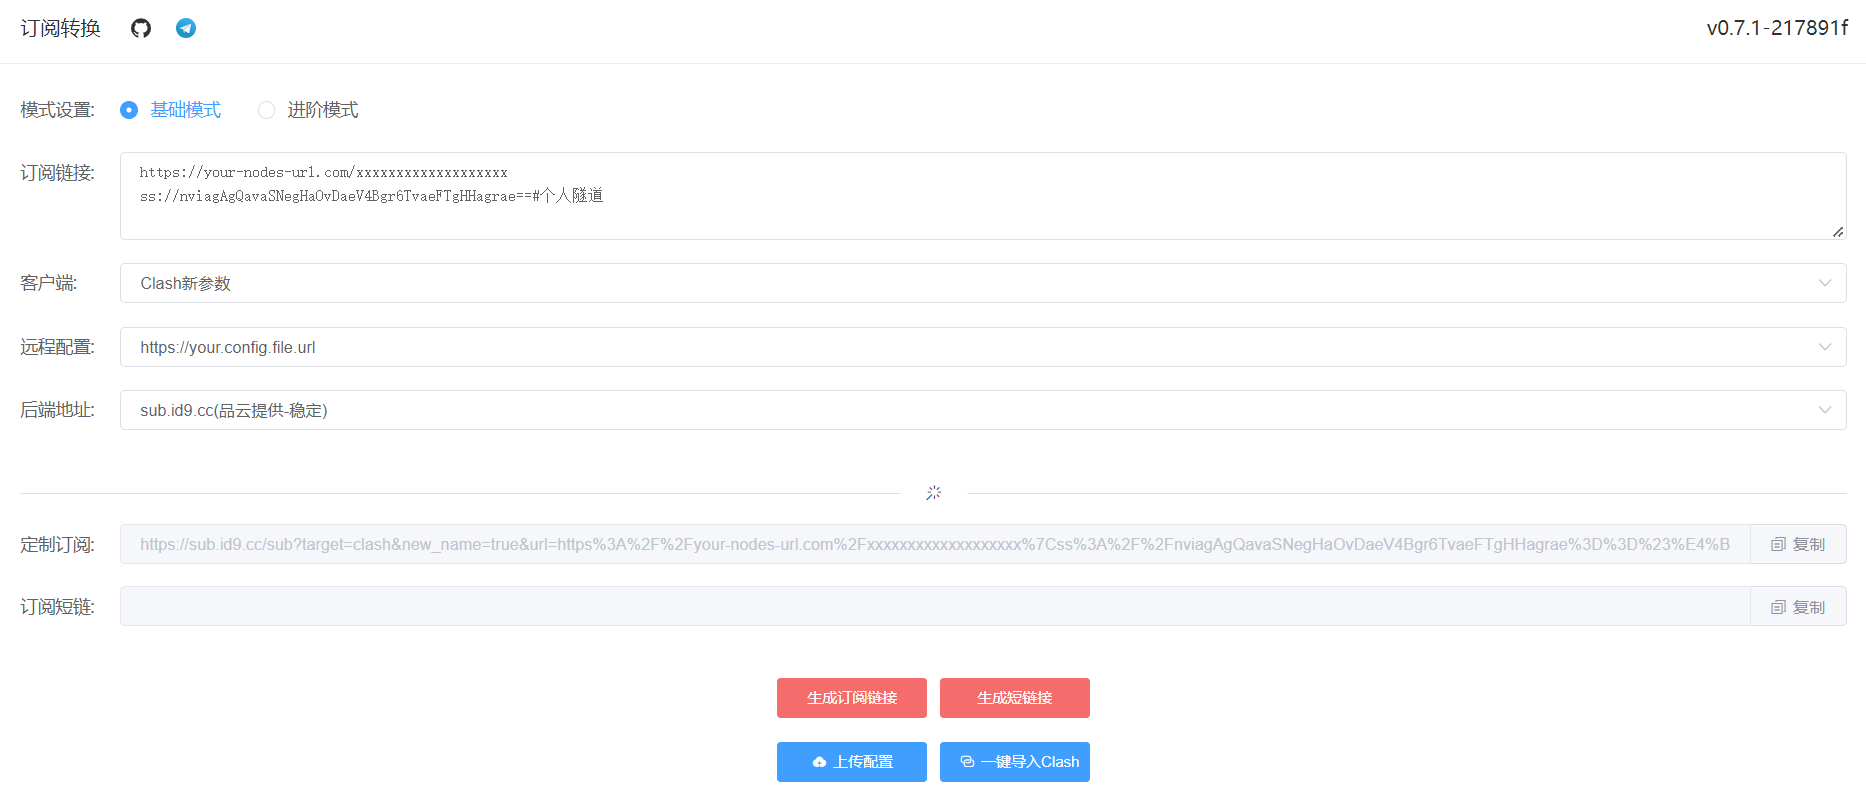 订阅转换
v0.7.1-217891f
模式设置: 基础模式 进阶模式
订阅链接: https://your-nodes-url.com/xxxxxxxxxxxxxxxxxxx
ss://nviagAgQavaSNegHaOvDaeV4Bgr6TvaeFTgHHagrae==#个人隧道
客户端: Clash新参数
远程配置: https://your.config.file.url
后端地址: sub.id9.cc(品云提供-稳定)
定制订阅: https://sub.id9.cc/sub?target=clash&new_name=true&url=https%3A%2F%2Fyour-nodes-url.com%2Fxxxxxxxxxxxxxxxxxxx%7Css%3A%2F%2FnviagAgQavaSNegHaOvDaeV4Bgr6TvaeFTgHHagrae%3D%3D%23%E4%B 复制
订阅短链: 复制
生成订阅链接 生成短链接
上传配置 一键导入Clash